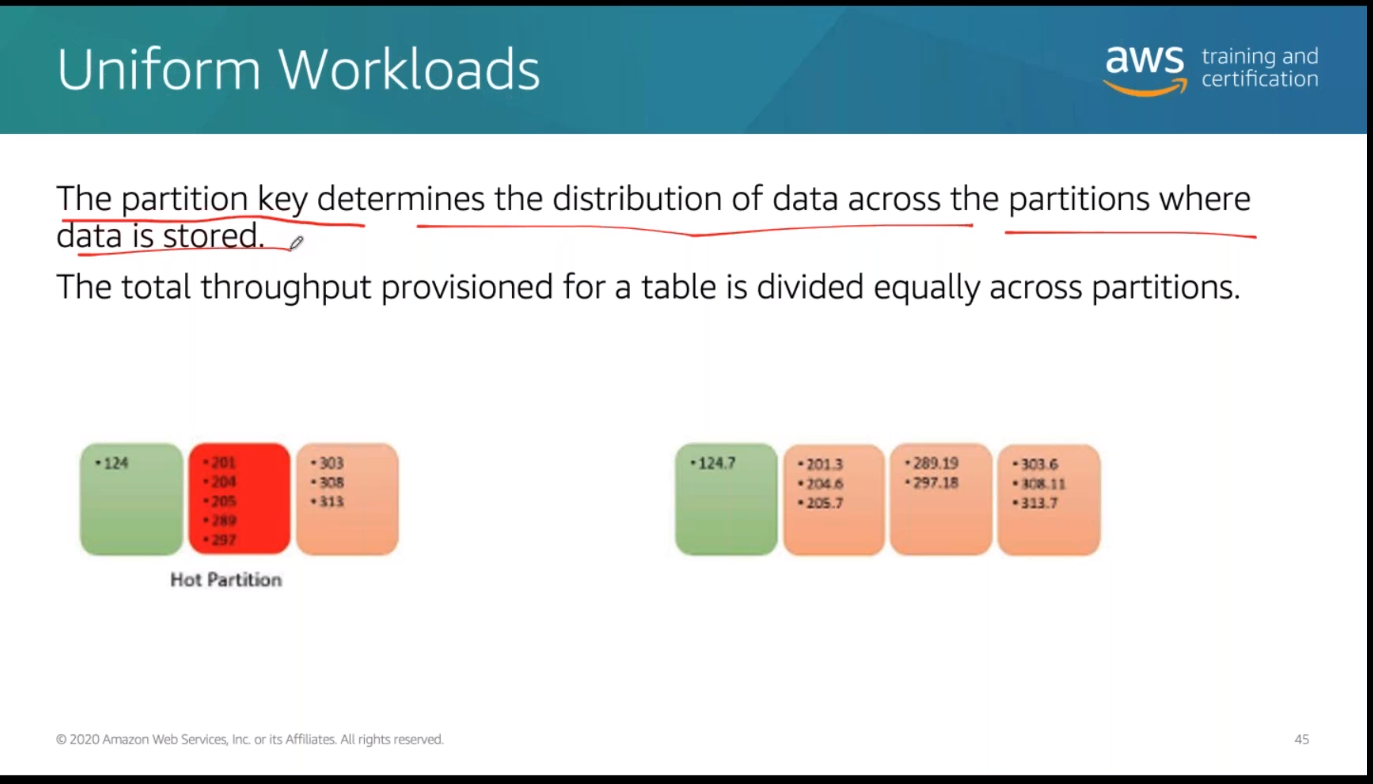 Uniform Workloads
aws training and
certification
The partition key determines the distribution of data across the partitions where
data is stored.
The total throughput provisioned for a table is divided equally across partitions.
• 124
• 201
• 204
• 205
• 289
• 297
• 303
• 308
• 313
Hot Partition
• 124.7
• 201.3
• 204.6
• 205.7
• 289.19
• 297.18
• 303.6
• 308.11
• 313.7
© 2020 Amazon Web Services, Inc. or its Affiliates. All rights reserved.
45